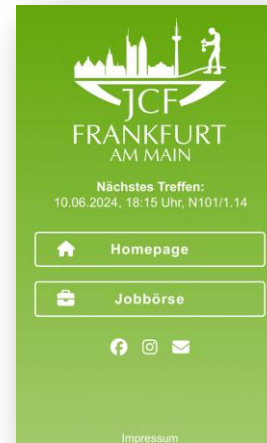 JCF
FRANKFURT
AM MAIN
Nächstes Treffen:
10.06.2024, 18:15 Uhr, N101/1.14
Homepage
Jobbörse
Impressum